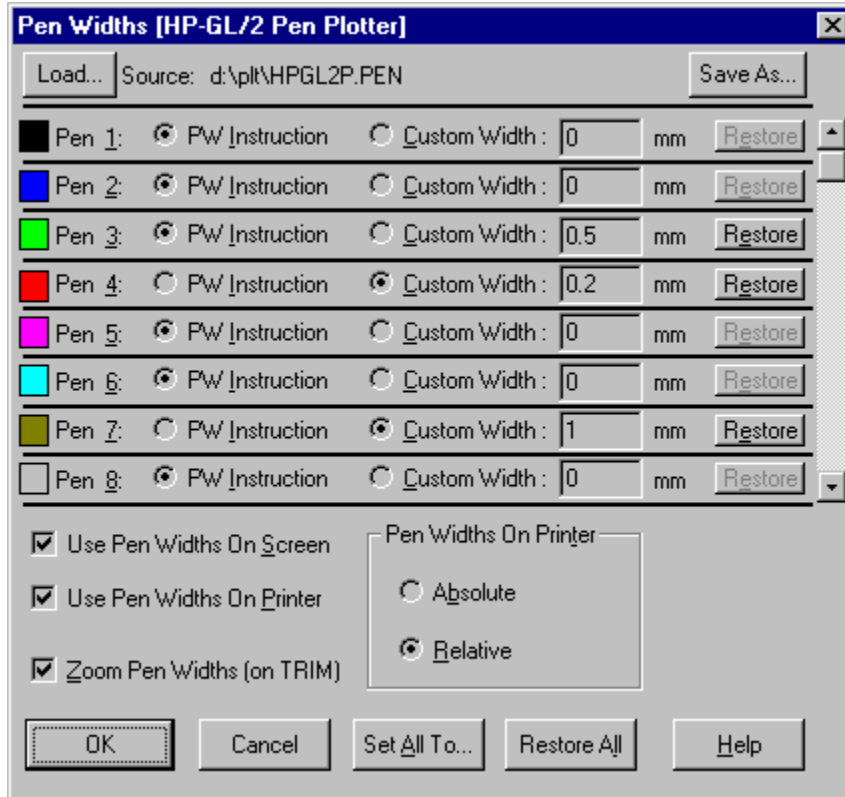 Pen Widths [HP-GL/2 Pen Plotter]
Load... Source: d:\plt\HPGL2P.PEN Save As...
Pen 1: PW Instruction Custom Width : 0 mm Restore
Pen 2: PW Instruction Custom Width : 0 mm Restore
Pen 3: PW Instruction Custom Width : 0.5 mm Restore
Pen 4: PW Instruction Custom Width : 0.2 mm Restore
Pen 5: PW Instruction Custom Width : 0 mm Restore
Pen 6: PW Instruction Custom Width : 0 mm Restore
Pen 7: PW Instruction Custom Width : 1 mm Restore
Pen 8: PW Instruction Custom Width : 0 mm Restore
Use Pen Widths On Screen
Use Pen Widths On Printer
Zoom Pen Widths (on TRIM)
Pen Widths On Printer
Absolute
Relative
OK Cancel Set All To... Restore All Help